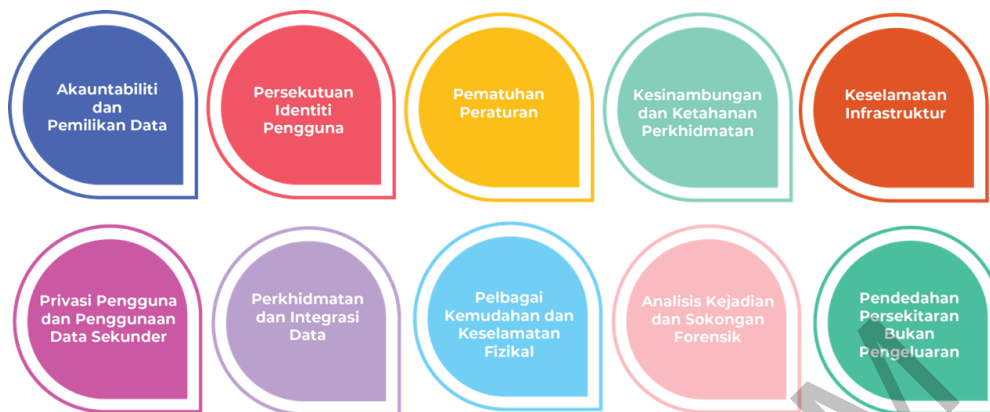 Akauntabiliti
dan
Pemilikan Data
Persekutuan
Identiti
Pengguna
Pematuhan
Peraturan
Kesinambungan
dan Ketahanan
Perkhidmatan
Keselamatan
Infrastruktur
Privasi Pengguna
dan Penggunaan
Data Sekunder
Perkhidmatan
dan Integrasi
Data
Pelbagai
Kemudahan dan
Keselamatan
Fizikal
Analisis Kejadian
dan Sokongan
Forensik
Pendedahan
Persekitaran
Bukan
Pengeluaran